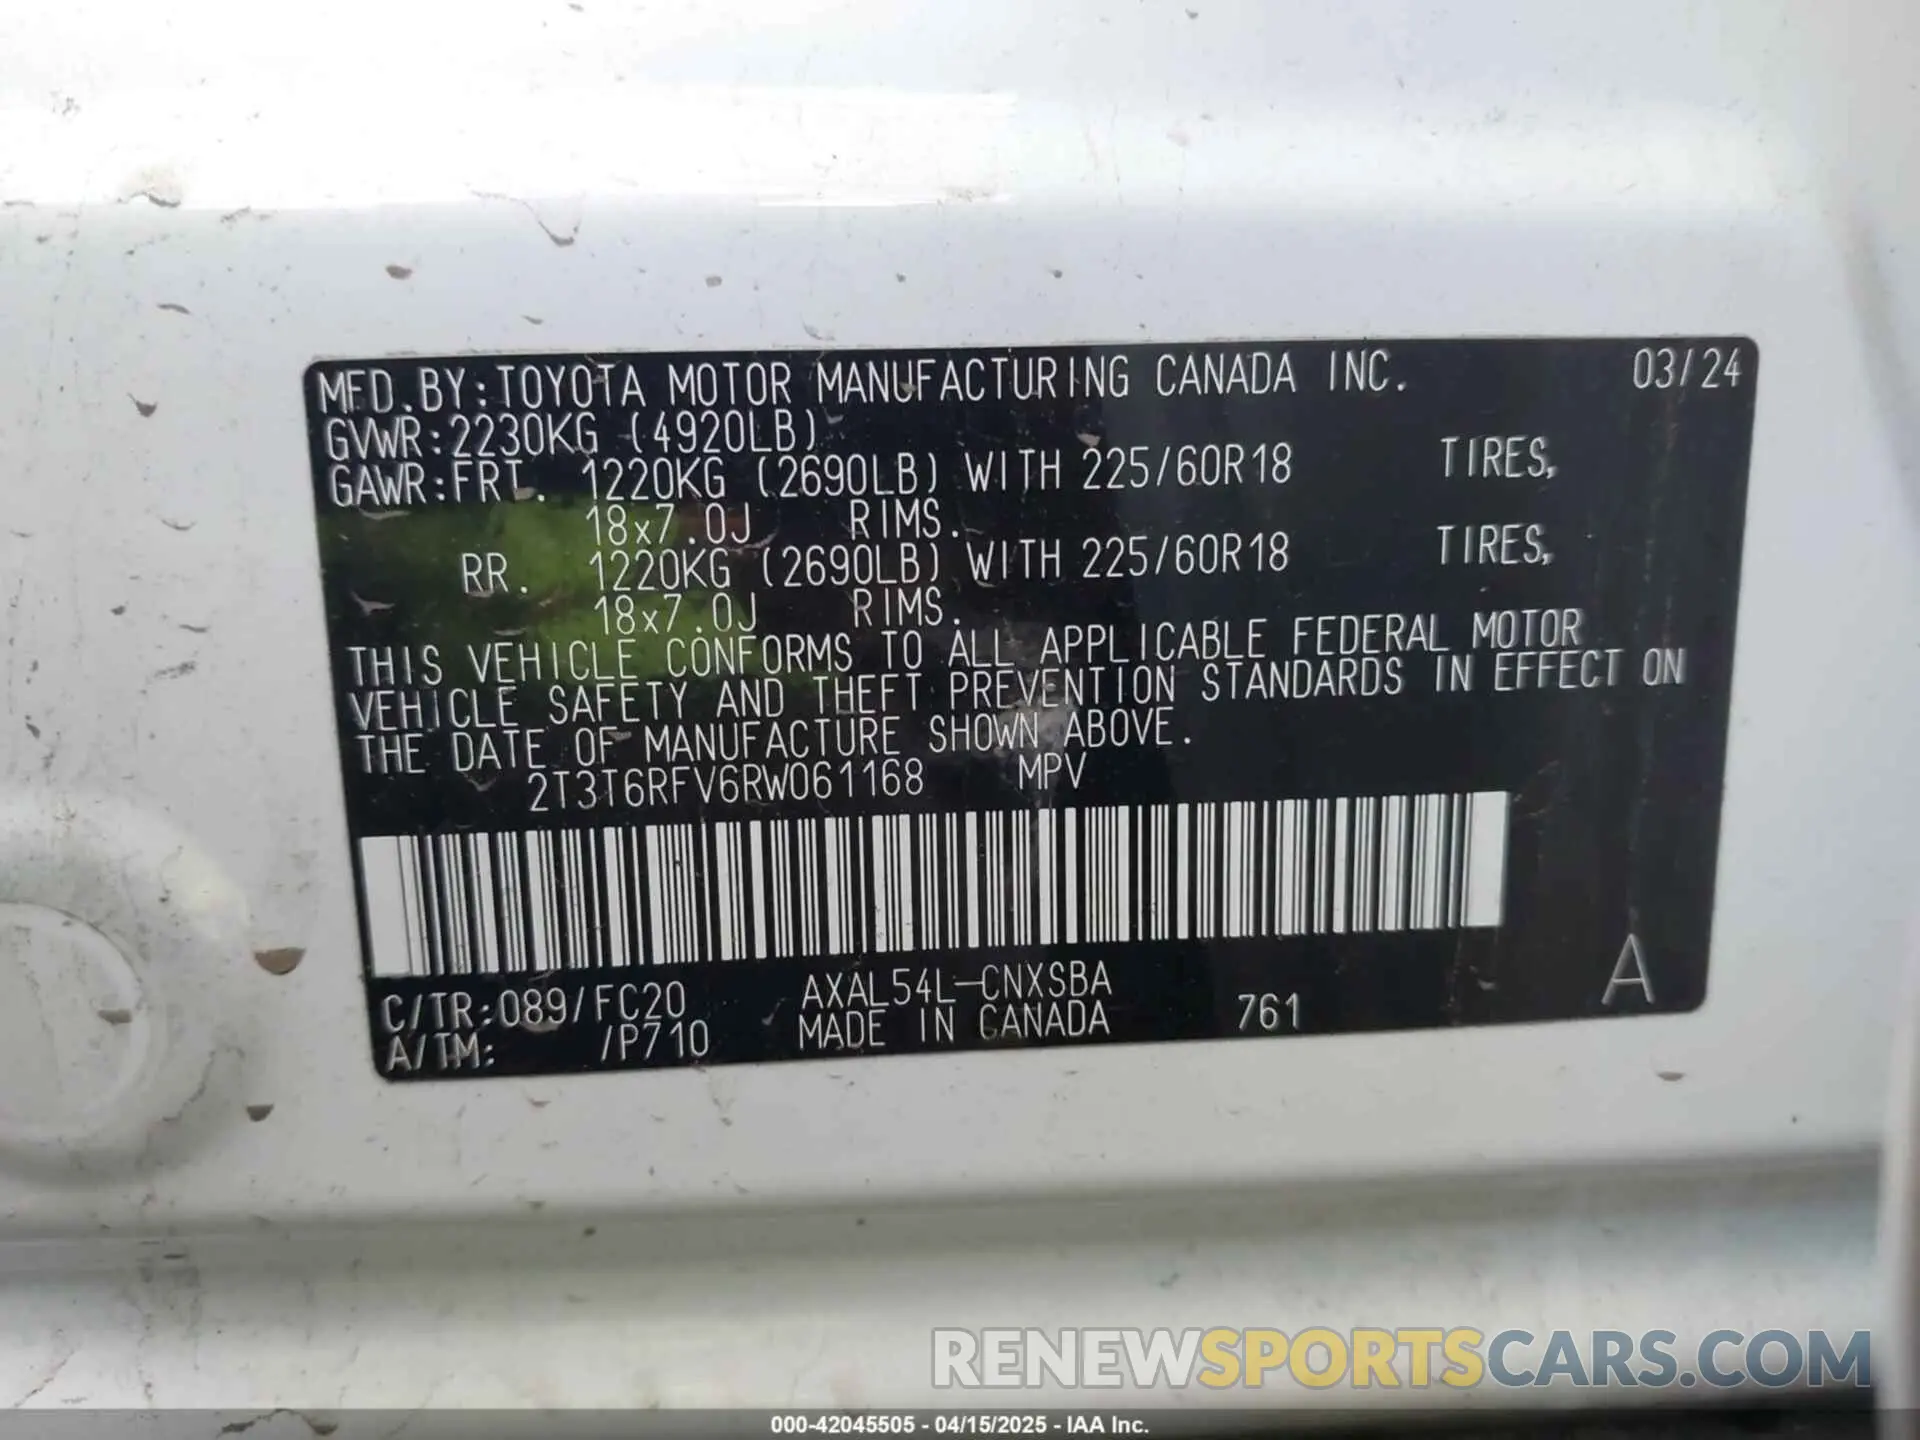 MFD.BY:TOYOTA MOTOR MANUFACTURING CANADA INC. 03/24
GVWR:2230KG (4920LB)
GAWR:FRT. 1220KG (2690LB) WITH 225/60R18 TIRES,
18x7.0J RIMS.
RR. 1220KG (2690LB) WITH 225/60R18 TIRES,
18x7.0J RIMS.
THIS VEHICLE CONFORMS TO ALL APPLICABLE FEDERAL MOTOR
VEHICLE SAFETY AND THEFT PREVENTION STANDARDS IN EFFECT ON
THE DATE OF MANUFACTURE SHOWN ABOVE.
2T3T6RFV6RW061168 MPV
C/TR:089/FC20 AXAL54L-CNXSBA A
A/TM: /P710 MADE IN CANADA 761
RENEWSPORTSCARS.COM
000-42045505 - 04/15/2025 - IAA Inc.